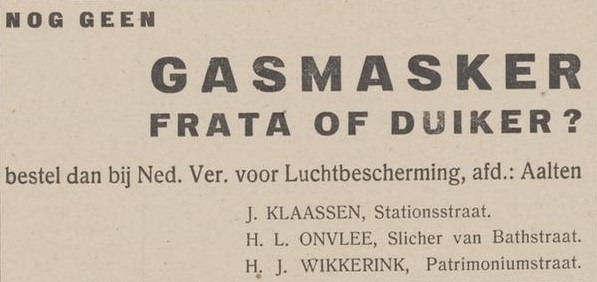 NOG GEEN
GASMASKER
FRATA OF DUIKER?
bestel dan bij Ned. Ver. voor Luchtbescherming, afd.: Aalten
J. KLAASSEN, Stationsstraat.
H. L. ONVLEE, Slicher van Bathstraat.
H. J. WIKKERINK, Patrimoniumstraat.